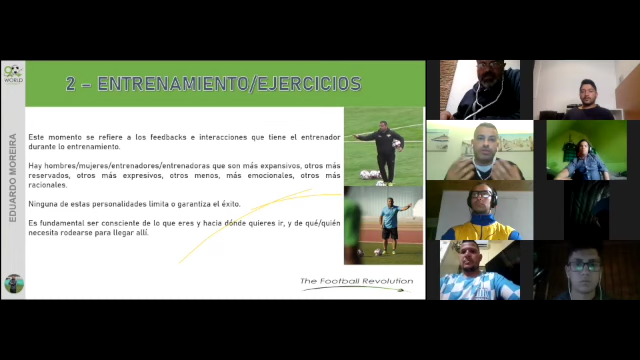 WORLD
2 – ENTRENAMIENTO/EJERCICIOS
EDUARDO MOREIRA
Este momento se refiere a los feedbacks e interacciones que tiene el entrenador
durante lo entrenamiento.
Hay hombres/mujeres/entrenadores/entrenadoras que son más expansivos, otros más
reservados, otros más expresivos, otros menos, más emocionales, otros más
racionales.
Ninguna de estas personalidades limita o garantiza el éxito.
Es fundamental ser consciente de lo que eres y hacia dónde quieres ir, y de qué/quién
necesita rodearse para llegar allí.
The Football Revolution